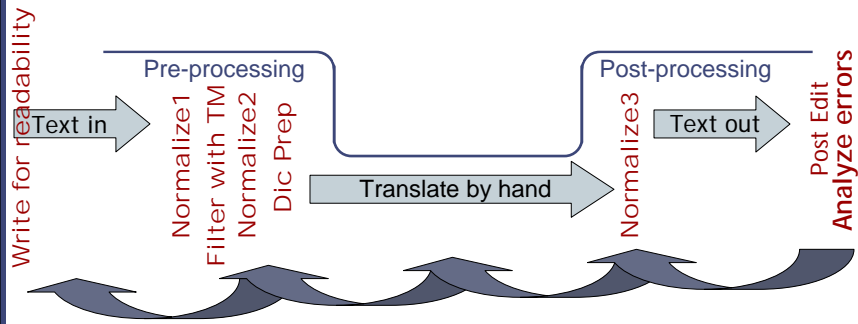 Write for readability
Text in
Pre-processing
Normalize1
Filter with TM
Normalize2
Dic Prep
Translate by hand
Post-processing
Normalize3
Text out
Post Edit
Analyze errors